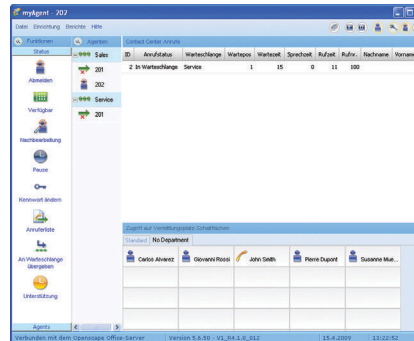 myAgent - 202
Datei Einrichtung Berichte Hilfe
Funktionen
Agenten
Contact Center Anrufe
Status
Sales
ID Anrufstatus Warteschlange Wartepos Wartezeit Sprechzeit Rufzeit Rufnr. Nachname Vorname
201
2 In Warteschlange Service 1 15 0 11 100
Abmelden
202
Service
Verfügbar
201
Nachbearbeitung
Pause
Kennwort ändern
Anruferliste
Zugriff auf Vermittlungsplatz-Schaltflächen
Standard No Department
An Warteschlange übergeben
Carlos Alvarez Giovanni Rossi John Smith Pierre Dupont Susanne Mue...
Unterstützung
Agents
Verbunden mit dem Openscape Office-Server Version 5.6.50 - V1_R4.1.0_012 15.4.2009 13:22:52